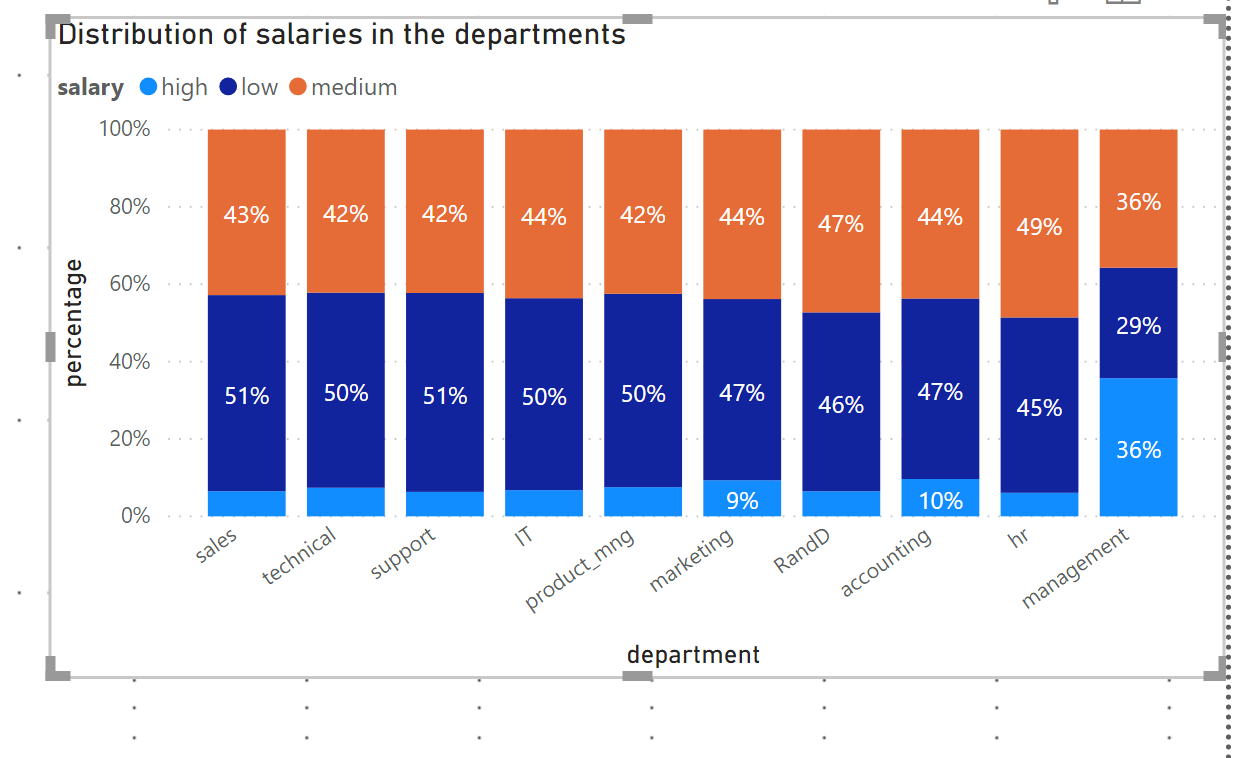 Distribution of salaries in the departments
salary high low medium
100%
80%
60%
40%
20%
0%
percentage
43% 42% 42% 44% 42% 44% 47% 44% 49% 36%
51% 50% 51% 50% 50% 47% 46% 47% 45% 29%
9% 10% 36%
sales technical support IT product_mng marketing RandD accounting hr management
department